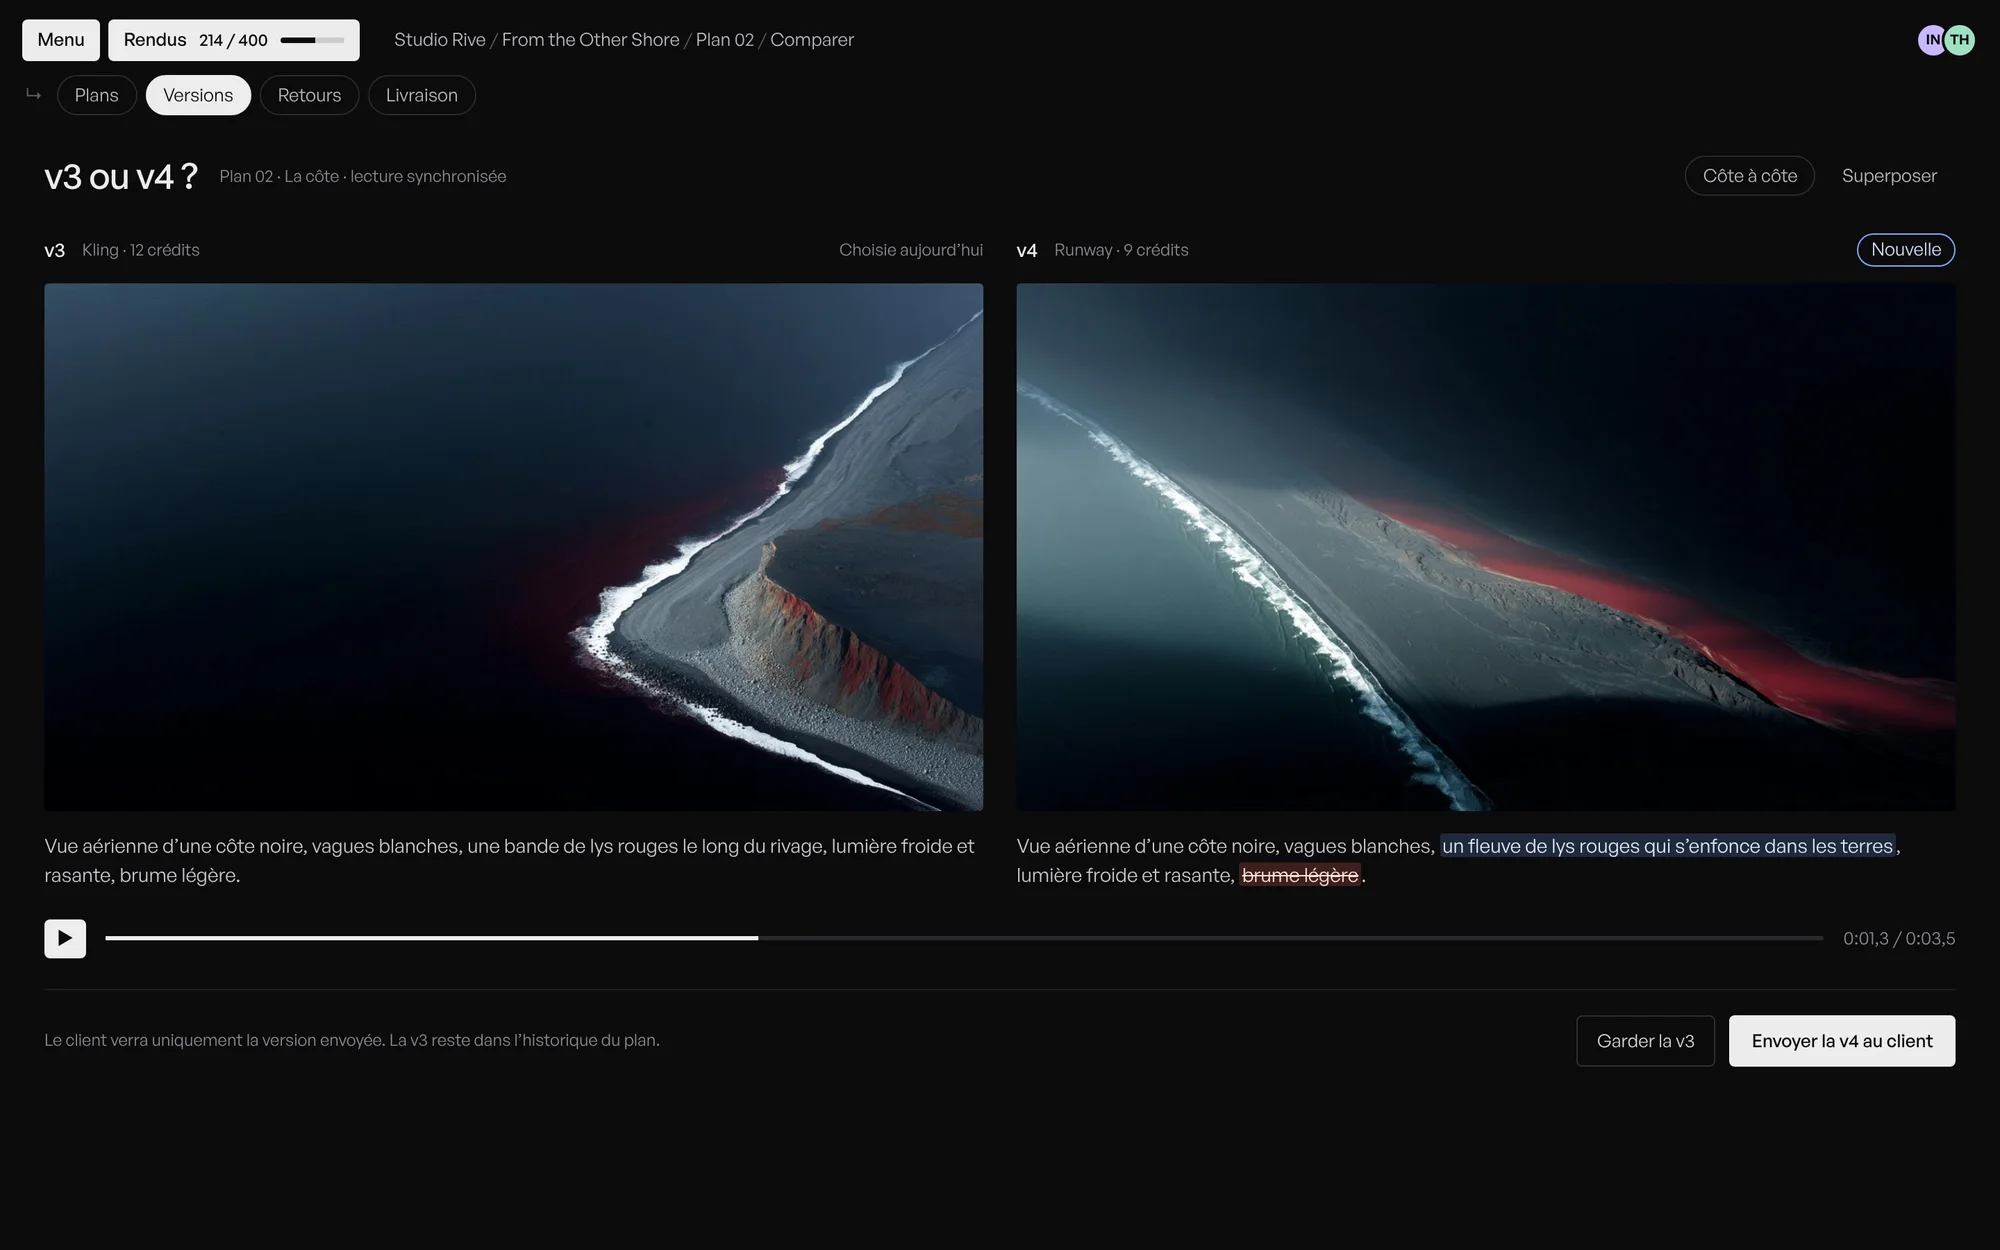 Menu
Rendus 214 / 400
Studio Rive / From the Other Shore / Plan 02 / Comparer
IN TH
Plans
Versions
Retours
Livraison
v3 ou v4 ?
Plan 02 · La côte · lecture synchronisée
Côte à côte
Superposer
v3 Kling · 12 crédits
Choisie aujourd’hui
v4 Runway · 9 crédits
Nouvelle
Vue aérienne d’une côte noire, vagues blanches, une bande de lys rouges le long du rivage, lumière froide et
rasante, brume légère.
Vue aérienne d’une côte noire, vagues blanches, un fleuve de lys rouges qui s’enfonce dans les terres,
lumière froide et rasante, brume légère.
0:01,3 / 0:03,5
Le client verra uniquement la version envoyée. La v3 reste dans l’historique du plan.
Garder la v3
Envoyer la v4 au client